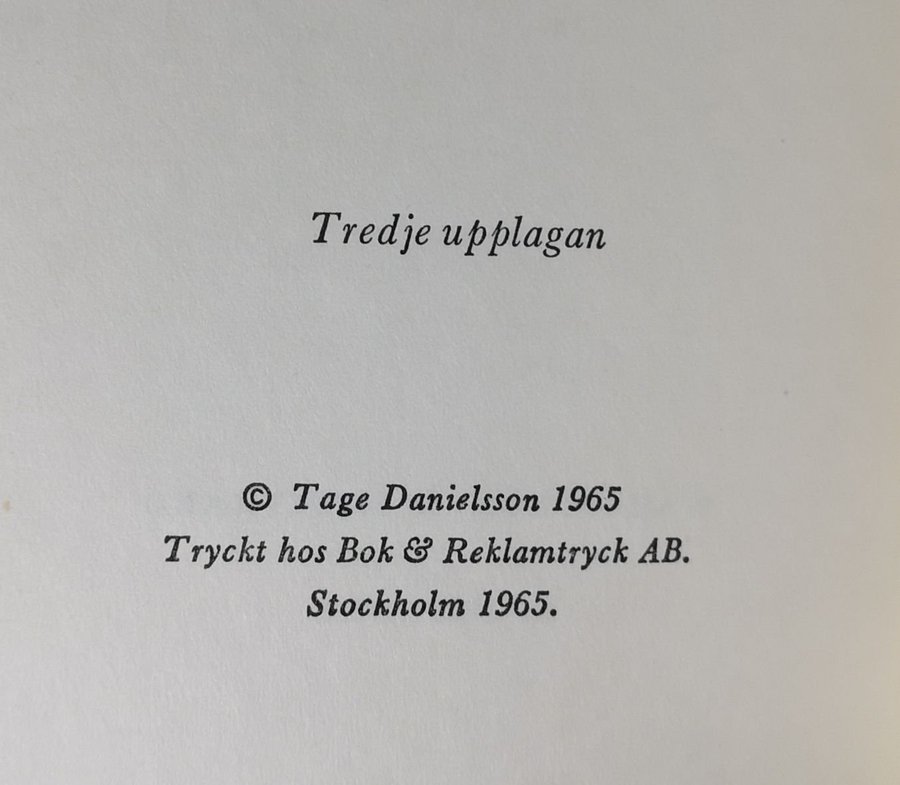 Tredje upplagan
© Tage Danielsson 1965
Tryckt hos Bok & Reklamtryck AB.
Stockholm 1965.